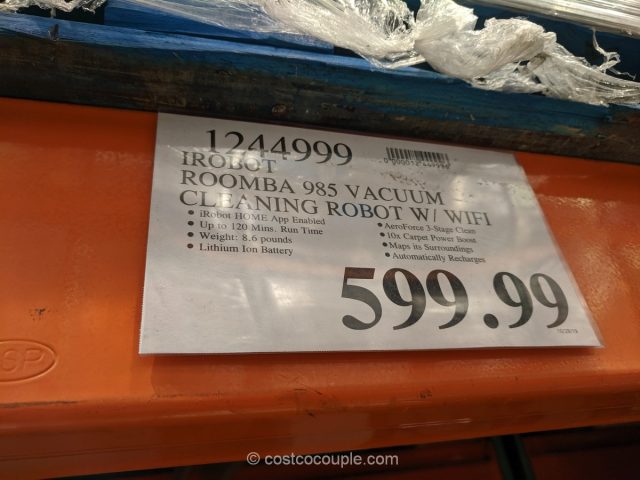 1244999
IROBOT
ROOMBA 985 VACUUM
CLEANING ROBOT W/ WIFI
• iRobot HOME App Enabled
• Up to 120 Mins. Run Time
• Weight: 8.6 pounds
• Lithium Ion Battery
• AeroForce 3-Stage Clean
• 10x Carpet Power Boost
• Maps its Surroundings
• Automatically Recharges
599.99
SP
© costcocouple.com